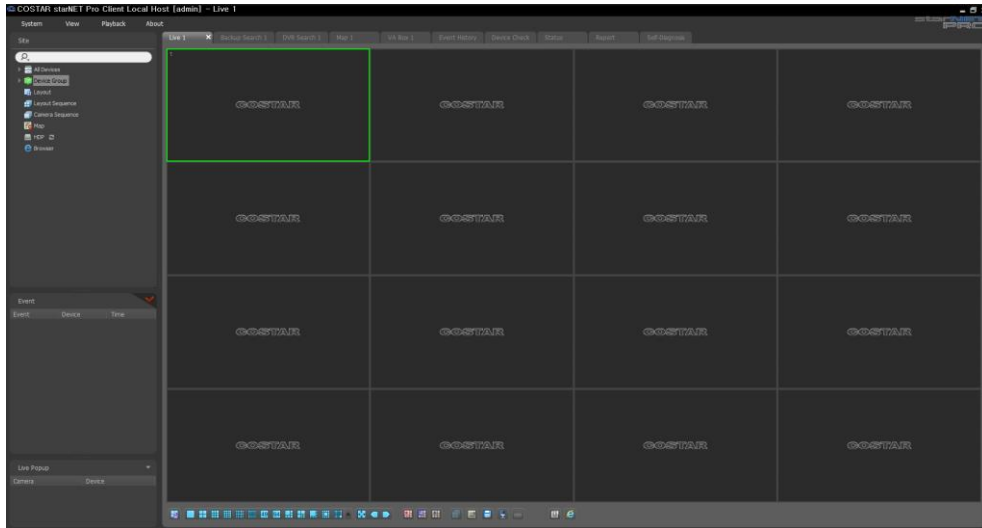 COSTAR starNET Pro Client Local Host [admin] - Live 1
System View Playback About
starNET PRO
Site
Live 1 Backup Search 1 DVR Search 1 Map 1 VA Box 1 Event History Device Check Status Report Self-Diagnosis
All Devices
Device Group
Layout
Layout Sequence
Camera Sequence
Map
HDP
Browser
COSTAR COSTAR COSTAR COSTAR
COSTAR COSTAR COSTAR COSTAR
COSTAR COSTAR COSTAR COSTAR
COSTAR COSTAR COSTAR COSTAR
Event
Event Device Time
Live Popup
Camera Device